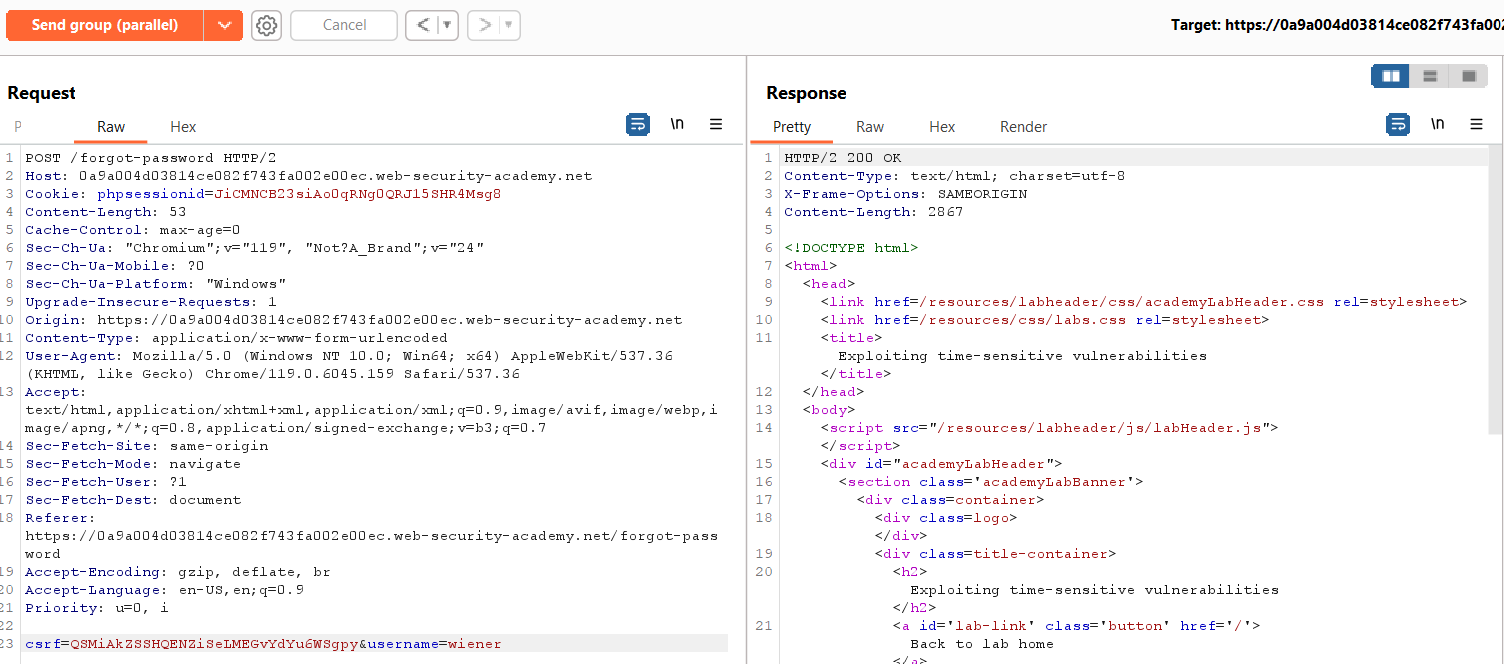 Send group (parallel)
Cancel
Target: https://0a9a004d03814ce082f743fa002
Request
P
Raw
Hex
\n
1 POST /forgot-password HTTP/2
2 Host: 0a9a004d03814ce082f743fa002e00ec.web-security-academy.net
3 Cookie: phpsessionid=JiCMNCB23siAo0qRNg0QRJ15SHR4Msg8
4 Content-Length: 53
5 Cache-Control: max-age=0
6 Sec-Ch-Ua: "Chromium";v="119", "Not?A_Brand";v="24"
7 Sec-Ch-Ua-Mobile: ?0
8 Sec-Ch-Ua-Platform: "Windows"
9 Upgrade-Insecure-Requests: 1
10 Origin: https://0a9a004d03814ce082f743fa002e00ec.web-security-academy.net
11 Content-Type: application/x-www-form-urlencoded
12 User-Agent: Mozilla/5.0 (Windows NT 10.0; Win64; x64) AppleWebKit/537.36
(KHTML, like Gecko) Chrome/119.0.6045.159 Safari/537.36
13 Accept:
text/html,application/xhtml+xml,application/xml;q=0.9,image/avif,image/webp,i
mage/apng,*/*;q=0.8,application/signed-exchange;v=b3;q=0.7
14 Sec-Fetch-Site: same-origin
15 Sec-Fetch-Mode: navigate
16 Sec-Fetch-User: ?1
17 Sec-Fetch-Dest: document
18 Referer:
https://0a9a004d03814ce082f743fa002e00ec.web-security-academy.net/forgot-pass
word
19 Accept-Encoding: gzip, deflate, br
20 Accept-Language: en-US,en;q=0.9
21 Priority: u=0, i
22
23 csrf=QSMiAkZSSHQENZiSeLMEGvYdYu6WSgpy&username=wiener
Response
Pretty
Raw
Hex
Render
\n
1 HTTP/2 200 OK
2 Content-Type: text/html; charset=utf-8
3 X-Frame-Options: SAMEORIGIN
4 Content-Length: 2867
5
6 <!DOCTYPE html>
7 <html>
8 <head>
9 <link href=/resources/labheader/css/academyLabHeader.css rel=stylesheet>
10 <link href=/resources/css/labs.css rel=stylesheet>
11 <title>
Exploiting time-sensitive vulnerabilities
</title>
12 </head>
13 <body>
14 <script src="/resources/labheader/js/labHeader.js">
</script>
15 <div id="academyLabHeader">
16 <section class='academyLabBanner'>
17 <div class=container>
18 <div class=logo>
</div>
19 <div class=title-container>
20 <h2>
Exploiting time-sensitive vulnerabilities
</h2>
21 <a id='lab-link' class='button' href='/'>
Back to lab home
</a>